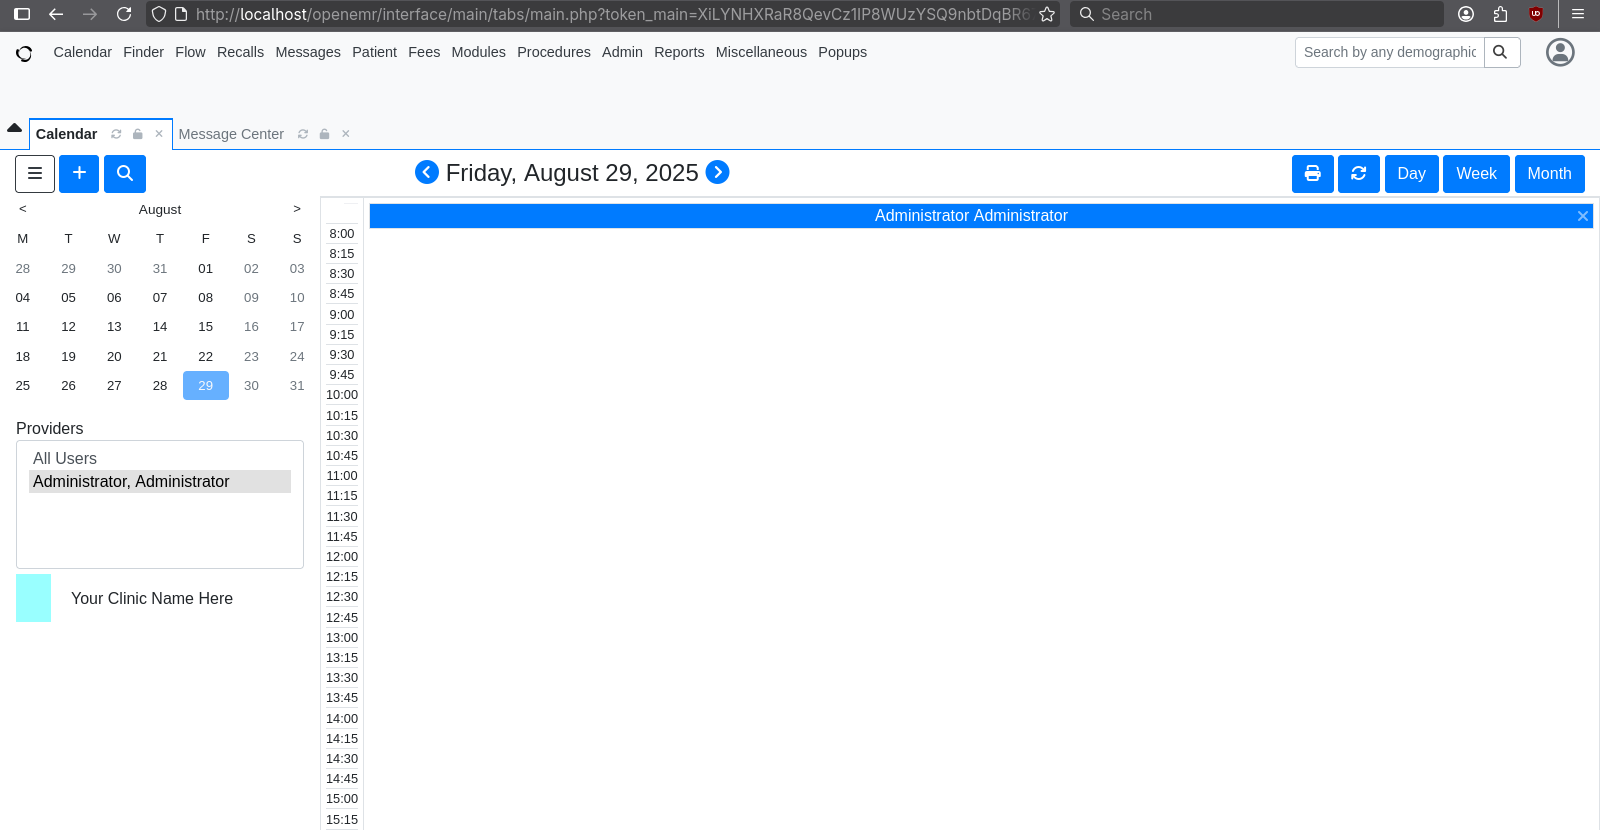 http://localhost/openemr/interface/main/tabs/main.php?token_main=XiLYNHXRaR8QevCz1IP8WUzYSQ9nbtDqBR6
Search
Calendar Finder Flow Recalls Messages Patient Fees Modules Procedures Admin Reports Miscellaneous Popups
Search by any demographic
Calendar
Message Center
Friday, August 29, 2025
Day Week Month
< August >
M T W T F S S
28 29 30 31 01 02 03
04 05 06 07 08 09 10
11 12 13 14 15 16 17
18 19 20 21 22 23 24
25 26 27 28 29 30 31
Providers
All Users
Administrator, Administrator
Your Clinic Name Here
Administrator Administrator
8:00
8:15
8:30
8:45
9:00
9:15
9:30
9:45
10:00
10:15
10:30
10:45
11:00
11:15
11:30
11:45
12:00
12:15
12:30
12:45
13:00
13:15
13:30
13:45
14:00
14:15
14:30
14:45
15:00
15:15